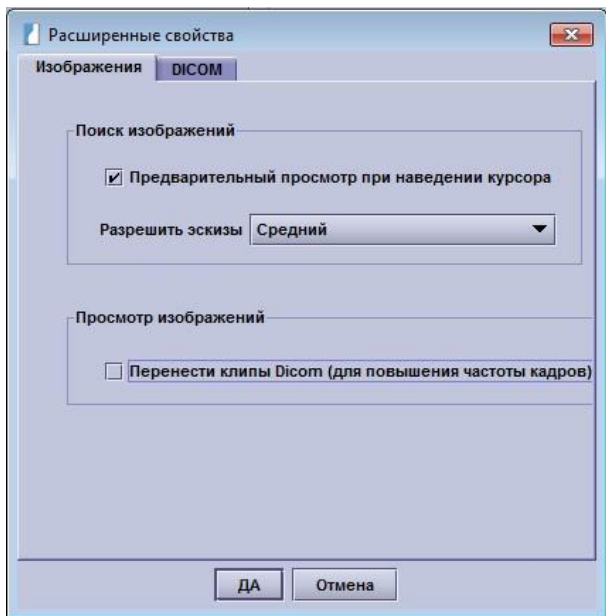 Расширенные свойства
Изображения DICOM
Поиск изображений
Предварительный просмотр при наведении курсора
Разрешить эскизы Средний
Просмотр изображений
Перенести клипы Dicom (для повышения частоты кадров)
ДА Отмена